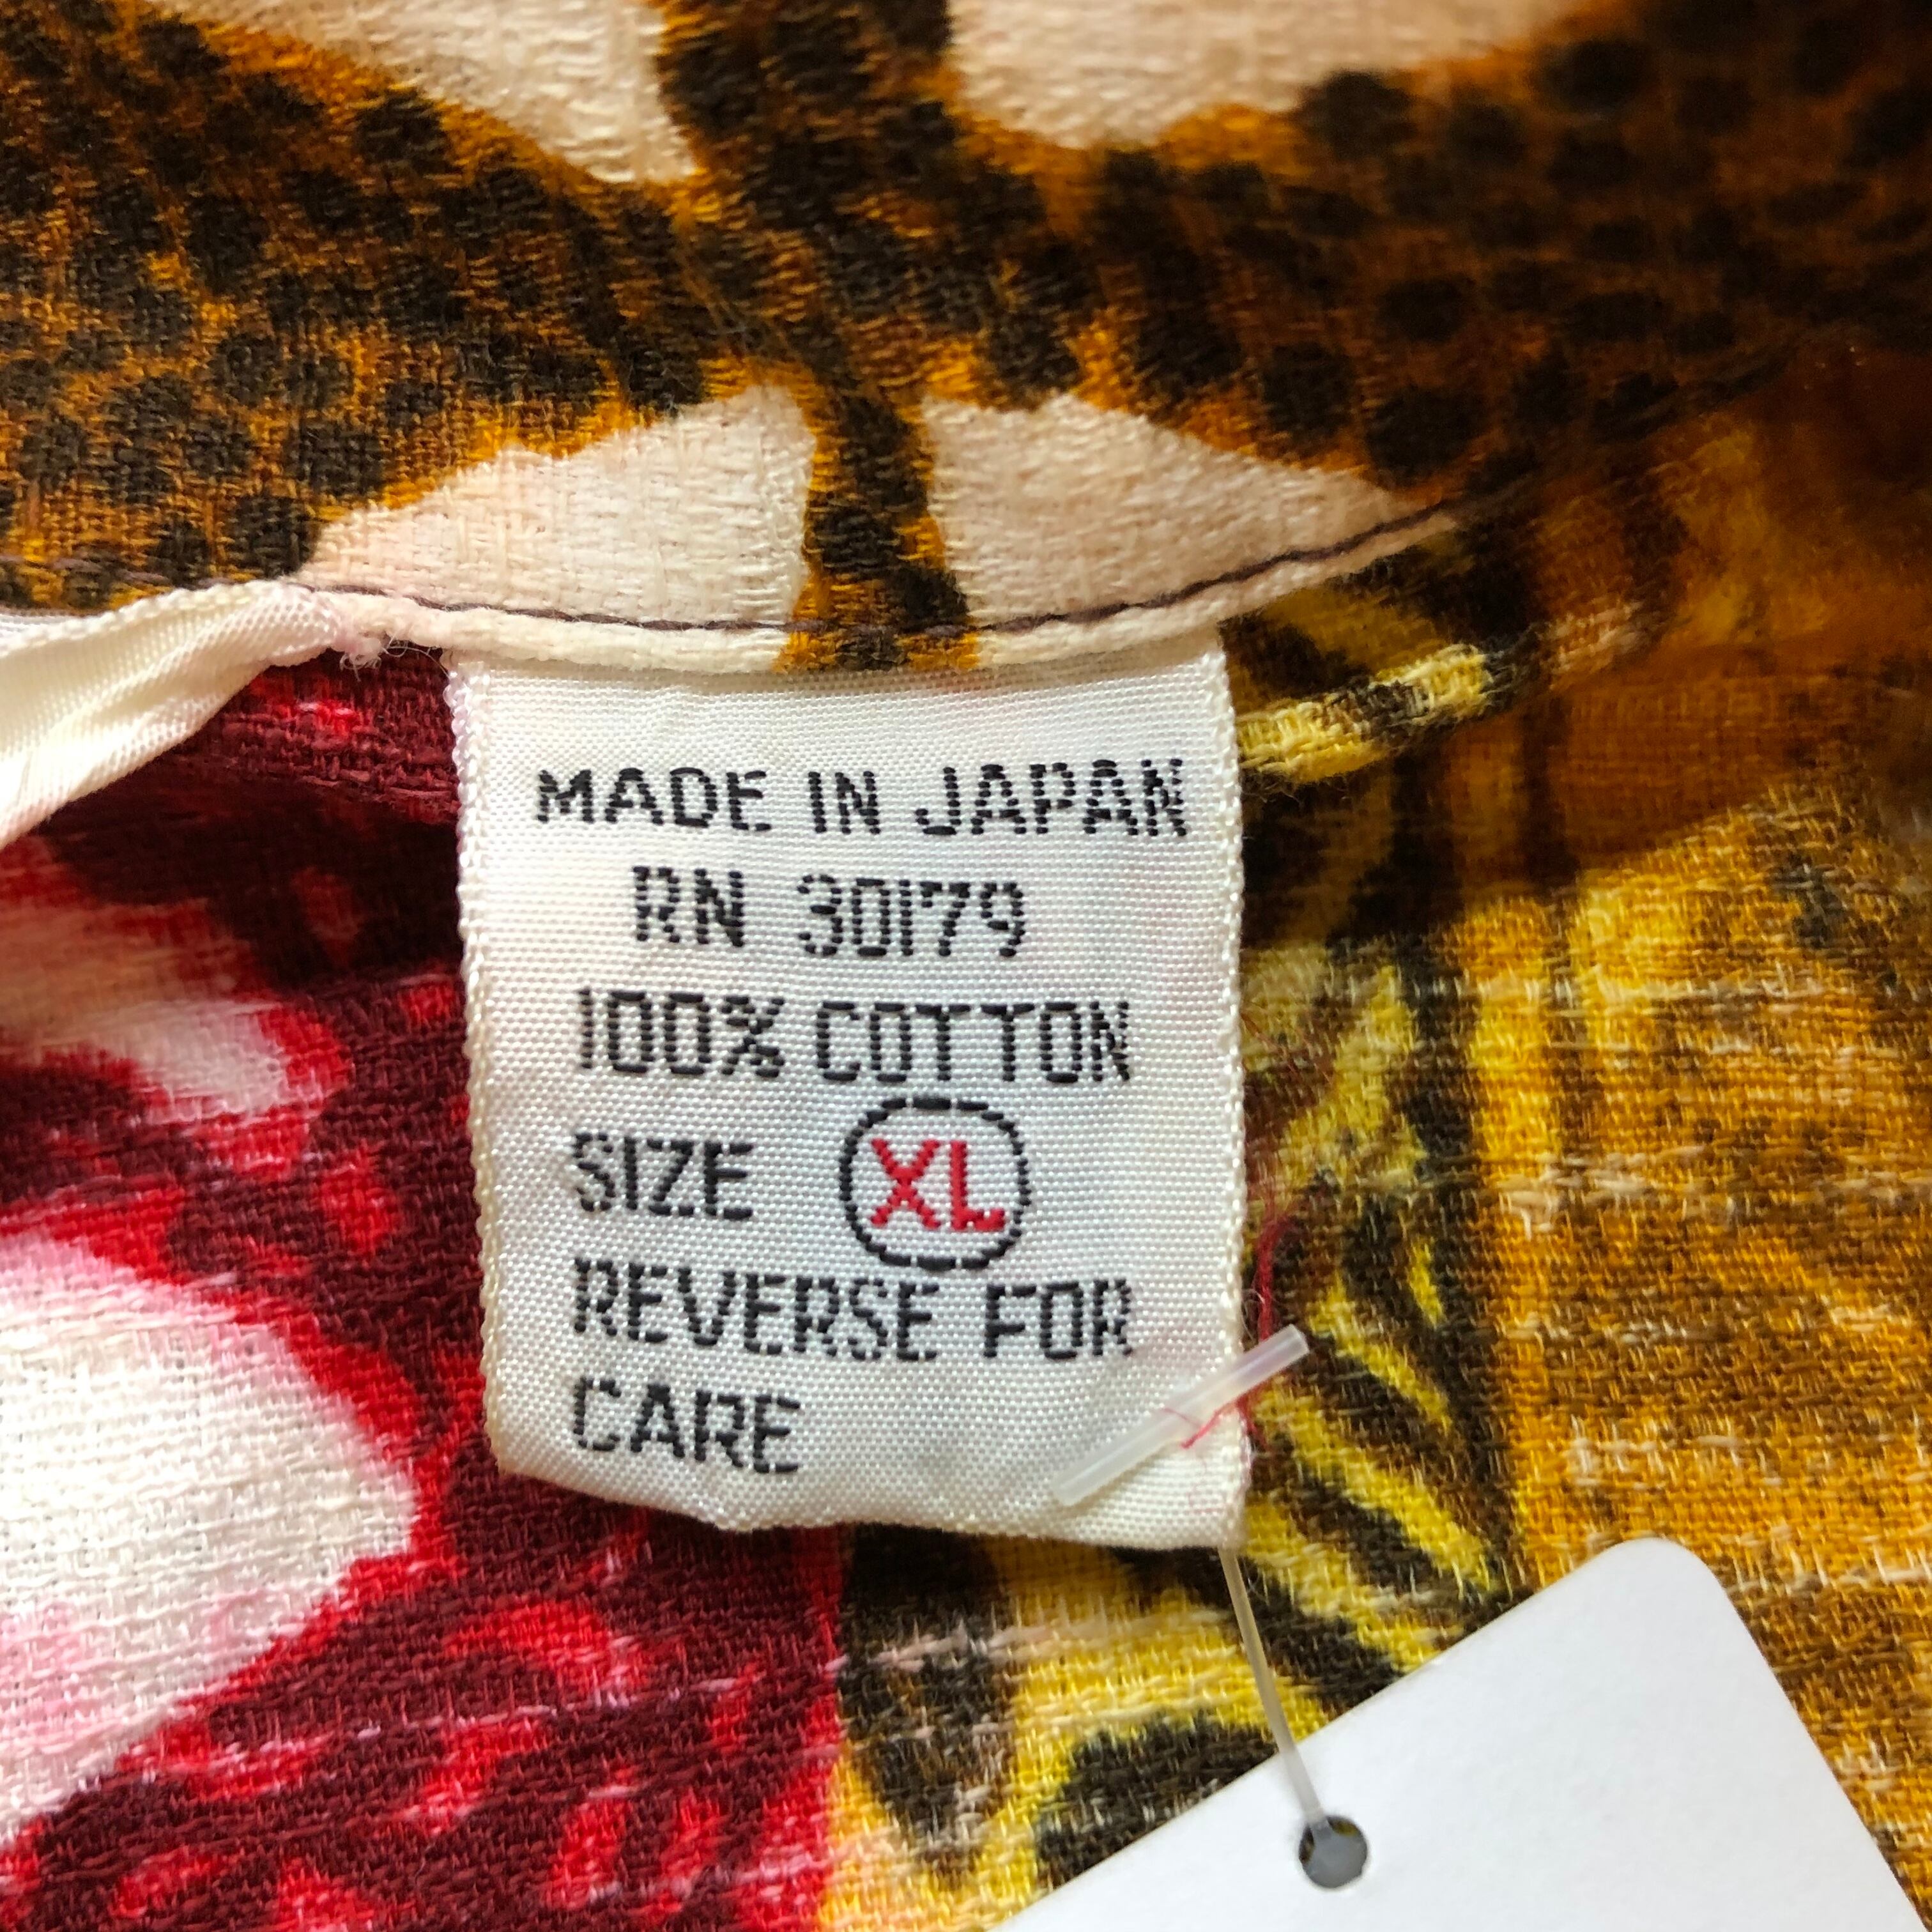 MADE IN JAPAN
RN 30179
100% COTTON
SIZE XL
REVERSE FOR
CARE